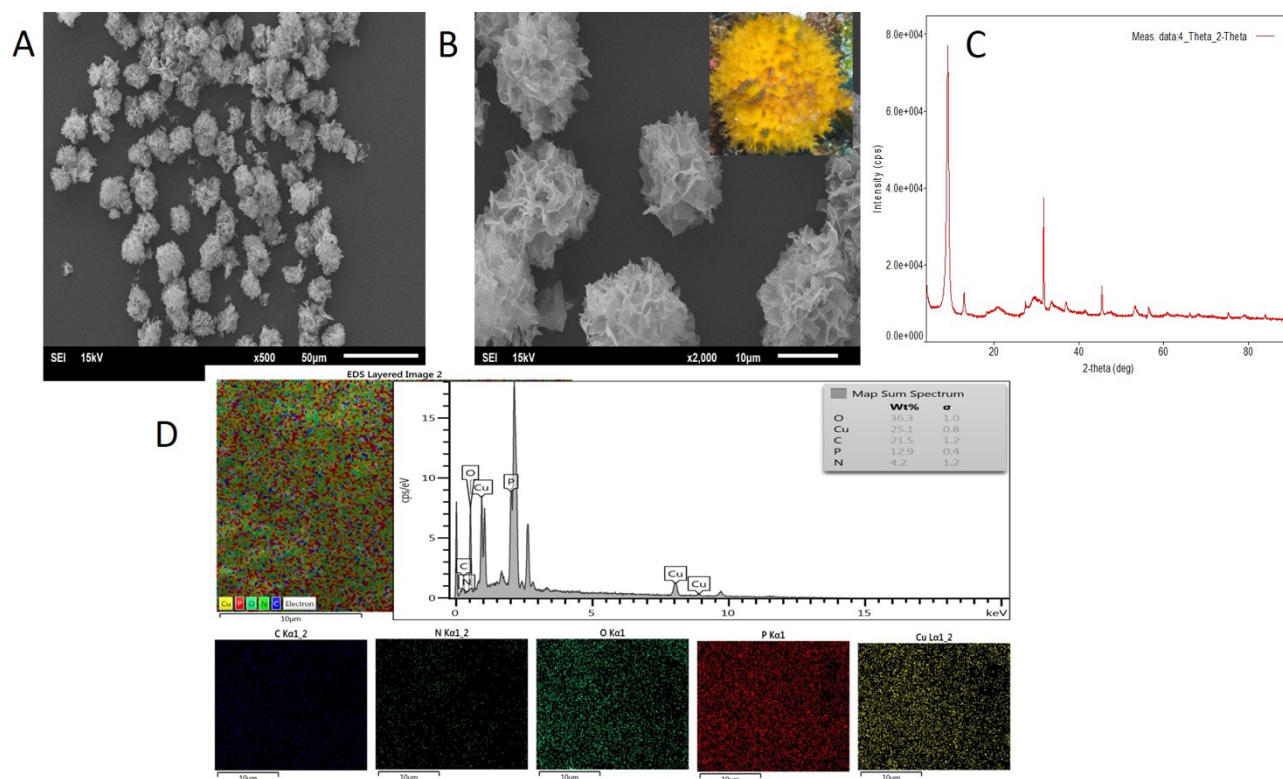 A
SEI 15kV x500 50µm
B
SEI 15kV x2,000 10µm
C
Meas. data:4_Theta_2-Theta
8.0e+004
6.0e+004
4.0e+004
2.0e+004
0.0e+000
Intensity (cps)
20 40 60 80
2-theta (deg)
D
EDS Layered Image 2
Cu P O N C Electron
10µm
Map Sum Spectrum
Wt% σ
O 36.3 1.0
Cu 25.1 0.8
C 21.5 1.2
P 12.9 0.4
N 4.2 1.2
cps/eV
15
10
5
0
O
Cu
P
C
N
Cu
Cu
0 5 10 15 keV
C Kα1_2
10µm
N Kα1_2
10µm
O Kα1
10µm
P Kα1
10µm
Cu Lα1_2
10µm